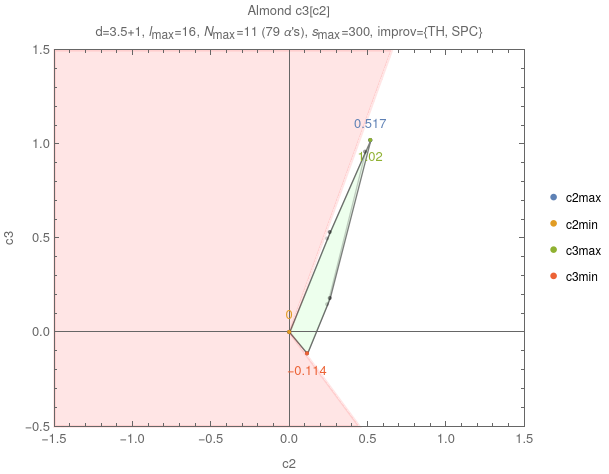 Almond c3[c2]
d=3.5+1, lmax=16, Nmax=11 (79 α's), smax=300, improv={TH, SPC}
1.5
1.0
0.5
0.0
−0.5
c3
0.517
1.02
0
−0.114
−1.5 −1.0 −0.5 0.0 0.5 1.0 1.5
c2
c2max
c2min
c3max
c3min